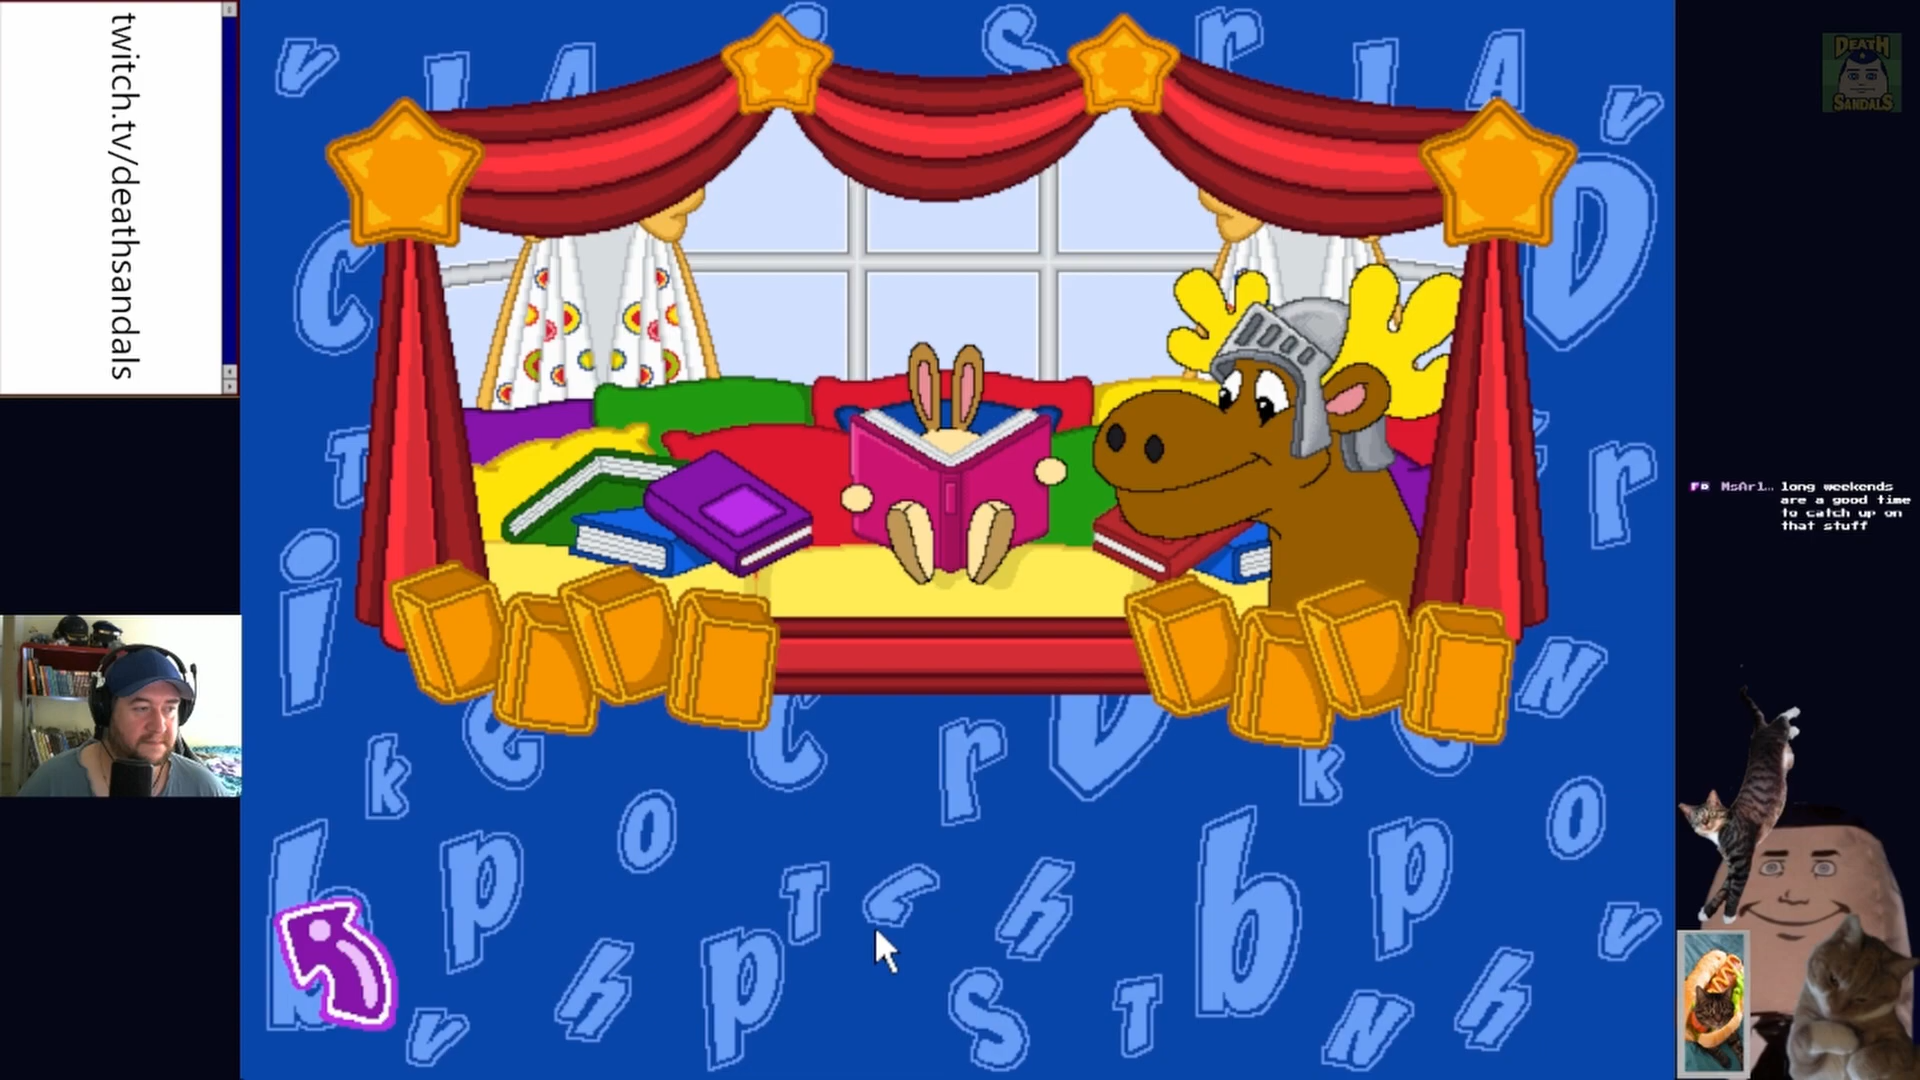 twitch.tv/deathsandals
DEATH
SANDALS
MsArl… long weekends
are a good time
to catch up on
that stuff
v I A c S r I A v
C D
T r
i N
k e C r D k e
b p o T c h b p o
v h p S T N h v